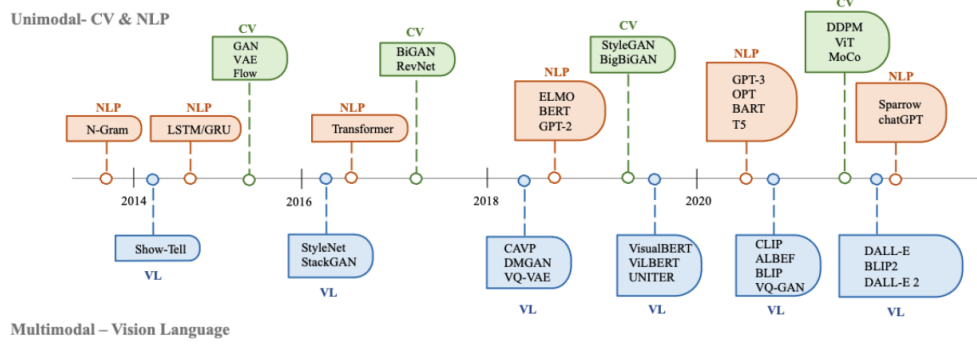 Unimodal- CV & NLP
CV
GAN
VAE
Flow
CV
BiGAN
RevNet
CV
StyleGAN
BigBiGAN
CV
DDPM
ViT
MoCo
NLP
N-Gram
NLP
LSTM/GRU
NLP
Transformer
NLP
ELMO
BERT
GPT-2
NLP
GPT-3
OPT
BART
T5
NLP
Sparrow
chatGPT
2014
2016
2018
2020
Show-Tell
VL
StyleNet
StackGAN
VL
CAVP
DMGAN
VQ-VAE
VL
VisualBERT
ViLBERT
UNITER
VL
CLIP
ALBEF
BLIP
VQ-GAN
VL
DALL-E
BLIP2
DALL-E 2
VL
Multimodal – Vision Language